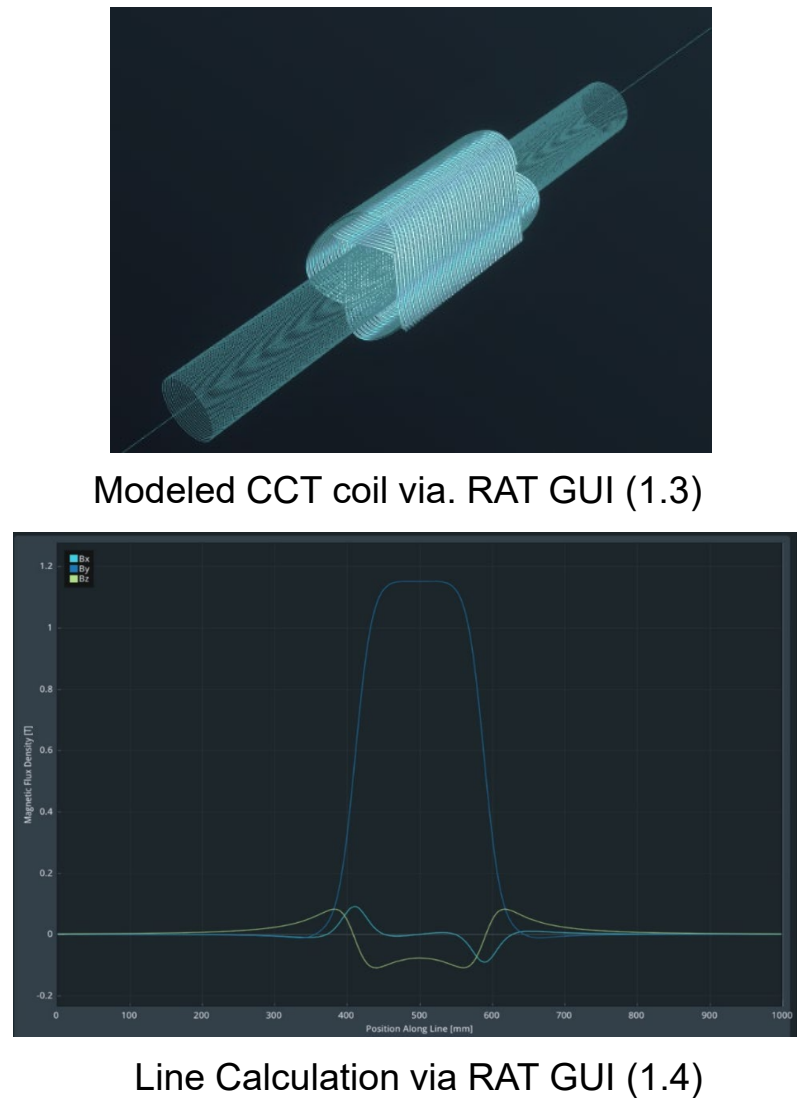 Modeled CCT coil via. RAT GUI (1.3)
Bx
By
Bz
1.2
1
0.8
0.6
0.4
0.2
0
-0.2
Magnetic Flux Density [T]
0 100 200 300 400 500 600 700 800 900 1000
Position Along Line [mm]
Line Calculation via RAT GUI (1.4)